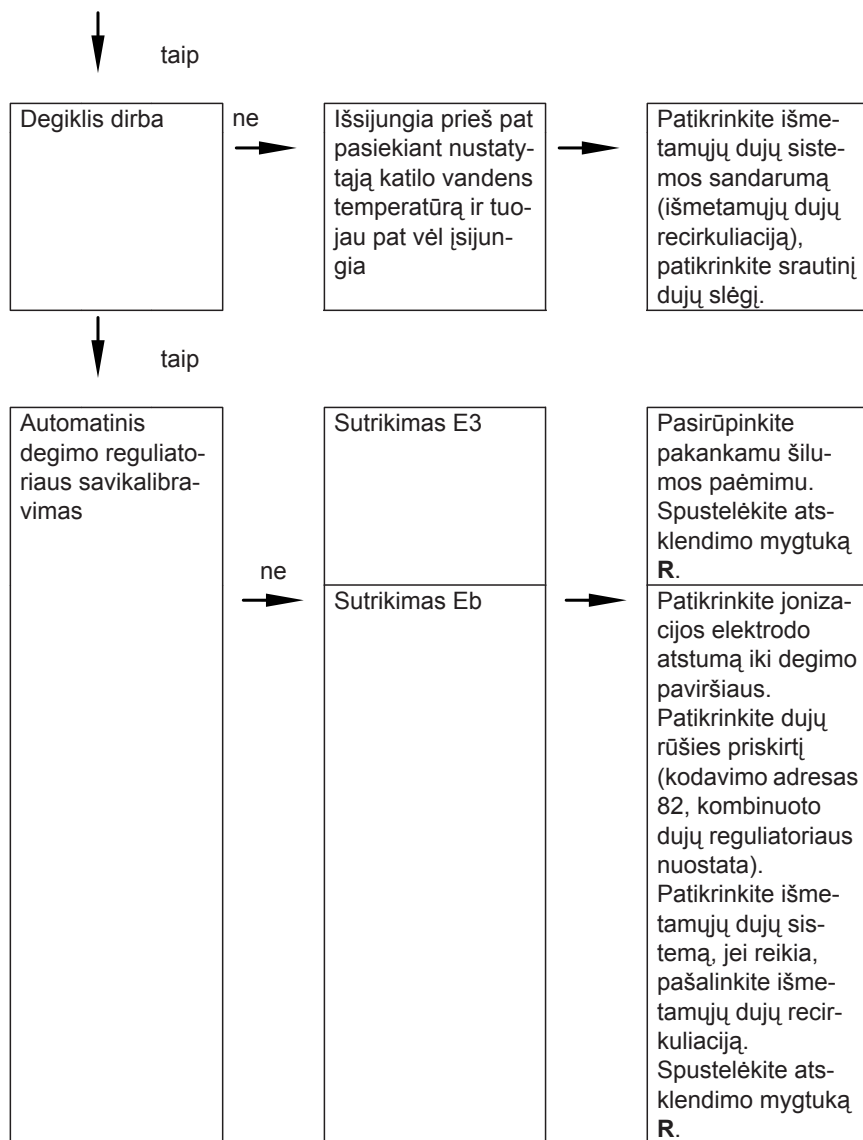 taip
Degiklis dirba
ne
Išsijungia prieš pat
pasiekiant nustaty-
tąją katilo vandens
temperatūrą ir tuo-
jau pat vėl įsijun-
gia
Patikrinkite išme-
tamųjų dujų siste-
mos sandarumą
(išmetamųjų dujų
recirkuliaciją),
patikrinkite srautinį
dujų slėgį.
taip
Automatinis
degimo reguliato-
riaus savikalibra-
vimas
ne
Sutrikimas E3
Pasirūpinkite
pakankamu šilu-
mos paėmimu.
Spustelėkite ats-
klendimo mygtuką
R.
Sutrikimas Eb
Patikrinkite joniza-
cijos elektrodo
atstumą iki degimo
paviršiaus.
Patikrinkite dujų
rūšies priskirtį
(kodavimo adresas
82, kombinuoto
dujų reguliatoriaus
nuostata).
Patikrinkite išme-
tamųjų dujų sis-
temą, jei reikia,
pašalinkite išme-
tamųjų dujų recir-
kuliaciją.
Spustelėkite ats-
klendimo mygtuką
R.